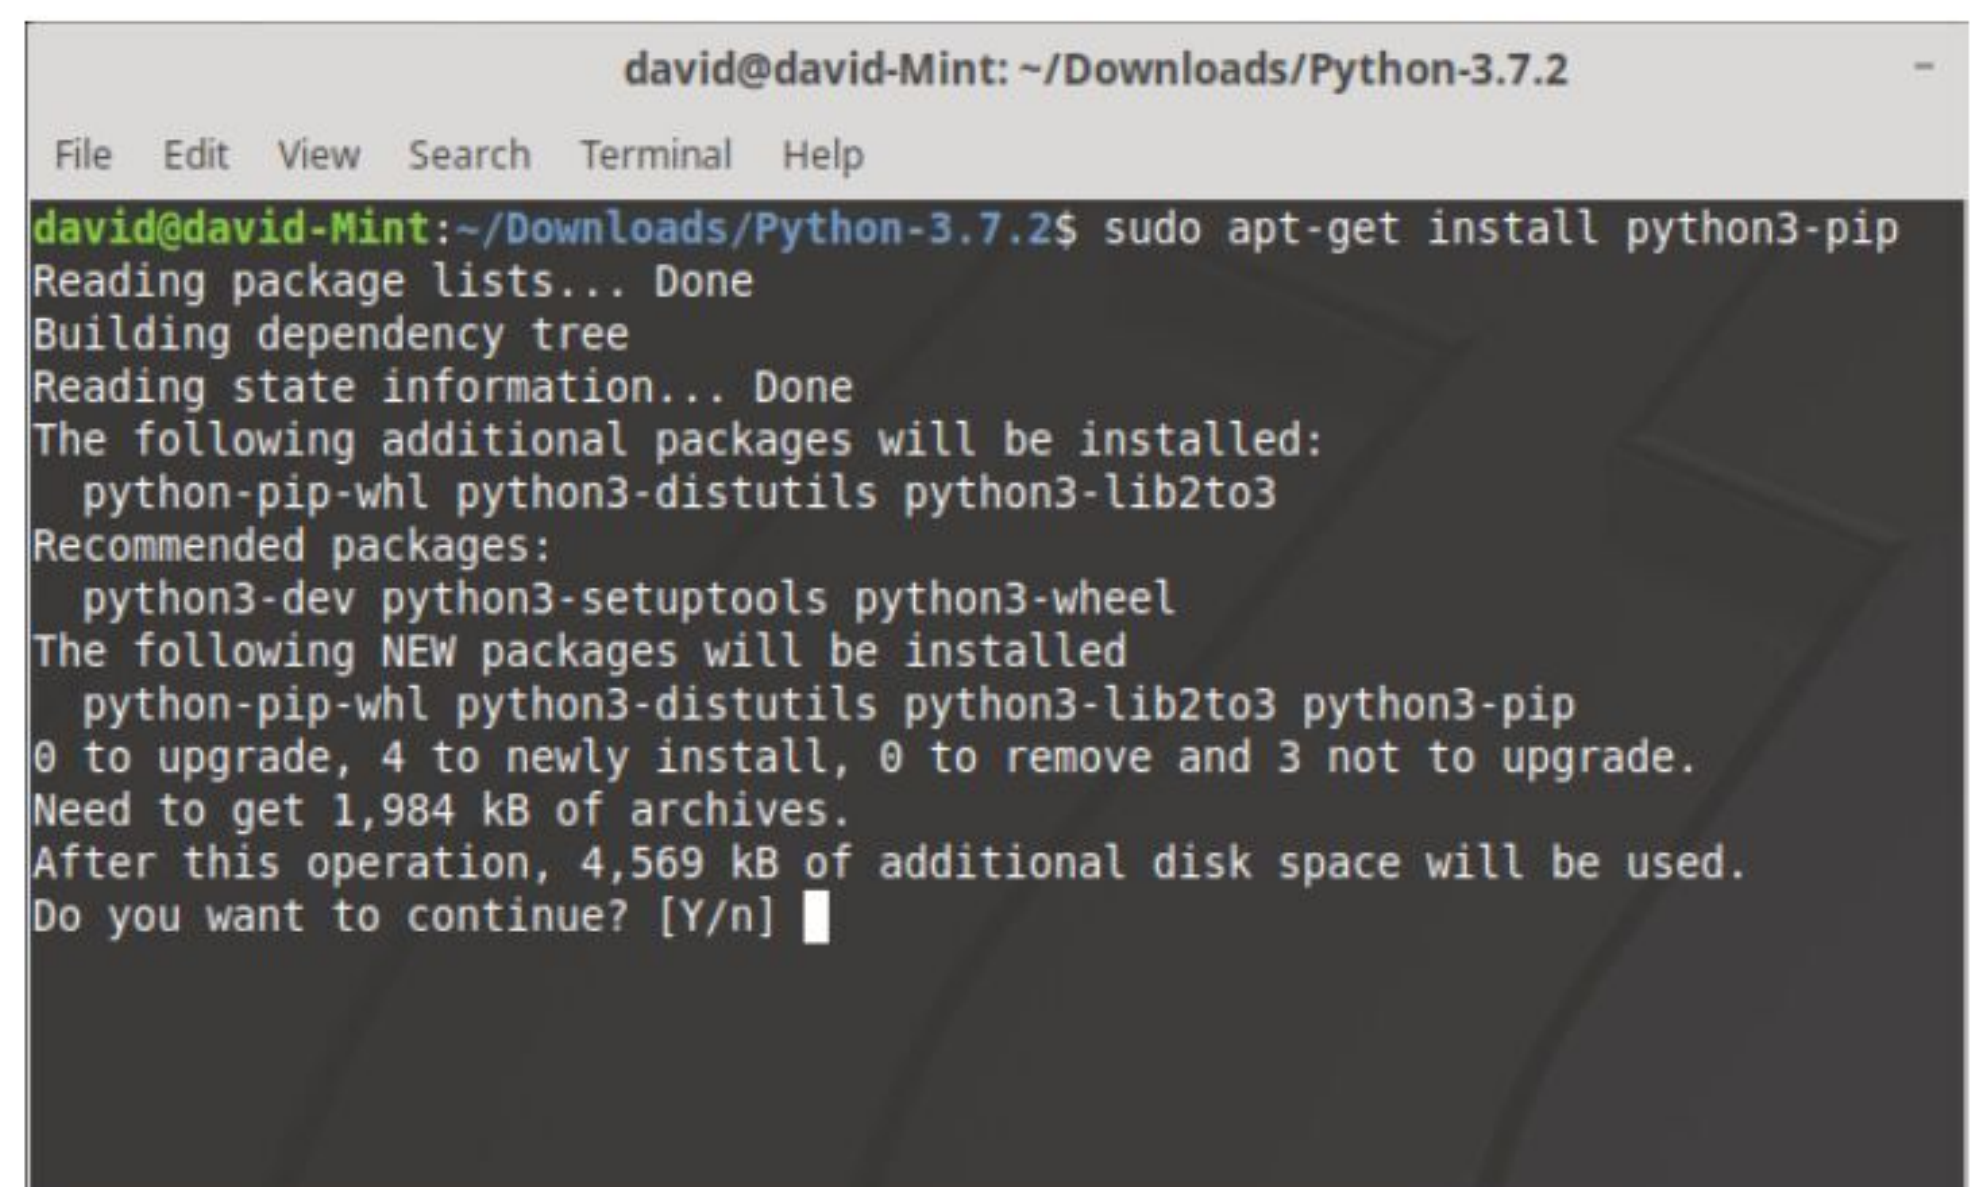 david@david-Mint: ~/Downloads/Python-3.7.2
File Edit View Search Terminal Help
david@david-Mint:~/Downloads/Python-3.7.2$ sudo apt-get install python3-pip
Reading package lists... Done
Building dependency tree
Reading state information... Done
The following additional packages will be installed:
  python-pip-whl python3-distutils python3-lib2to3
Recommended packages:
  python3-dev python3-setuptools python3-wheel
The following NEW packages will be installed
  python-pip-whl python3-distutils python3-lib2to3 python3-pip
0 to upgrade, 4 to newly install, 0 to remove and 3 not to upgrade.
Need to get 1,984 kB of archives.
After this operation, 4,569 kB of additional disk space will be used.
Do you want to continue? [Y/n]